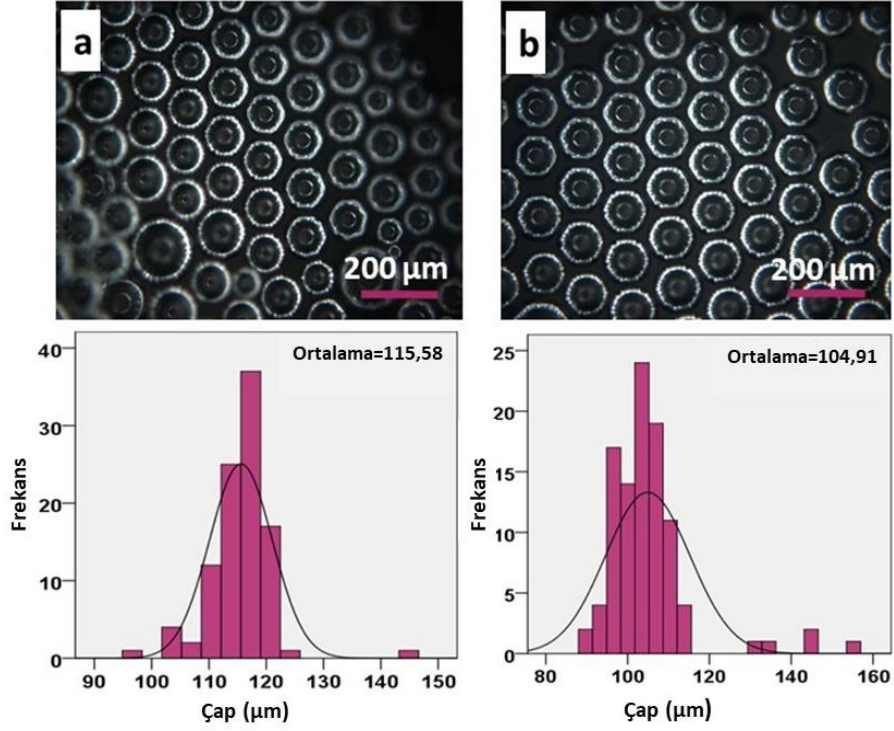 a
200 µm
b
200 µm
Ortalama=115,58
40
30
20
10
0
Frekans
90 100 110 120 130 140 150
Çap (µm)
Ortalama=104,91
25
20
15
10
5
0
Frekans
80 100 120 140 160
Çap (µm)